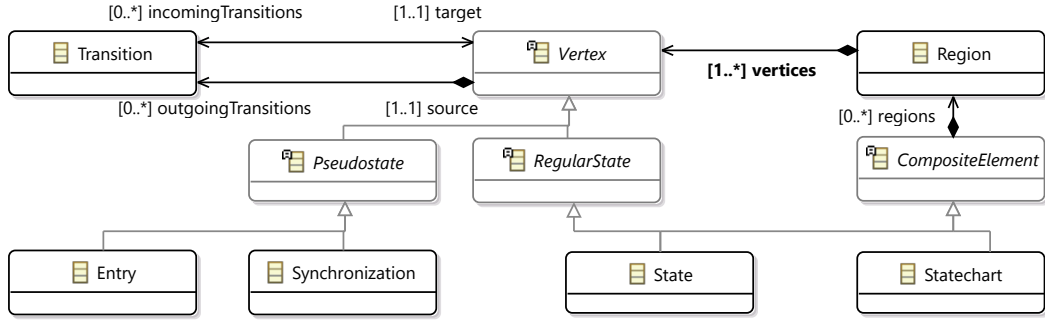 [0..*] incomingTransitions
[1..1] target
Transition
Vertex
Region
[1..*] vertices
[0..*] outgoingTransitions
[1..1] source
[0..*] regions
Pseudostate
RegularState
CompositeElement
Entry
Synchronization
State
Statechart